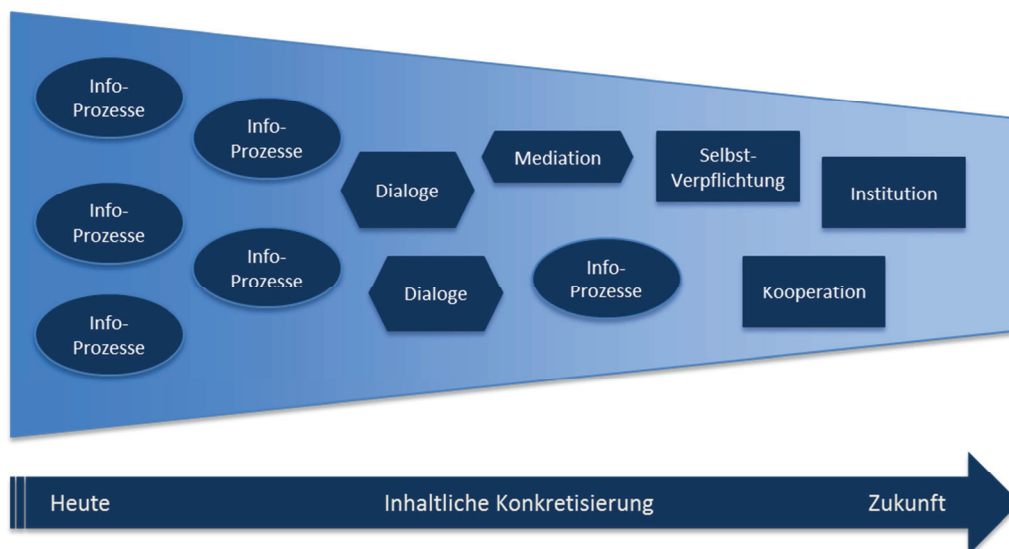 Info-
Prozesse
Info-
Prozesse
Info-
Prozesse
Info-
Prozesse
Info-
Prozesse
Dialoge
Dialoge
Mediation
Info-
Prozesse
Selbst-
Verpflichtung
Kooperation
Institution
Heute
Inhaltliche Konkretisierung
Zukunft